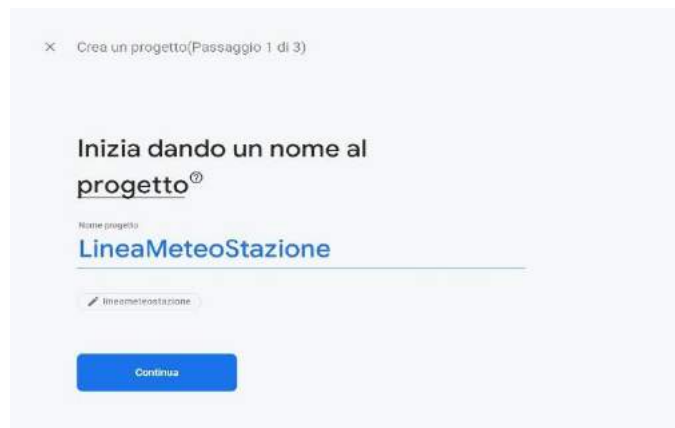 Crea un progetto(Passaggio 1 di 3)
Inizia dando un nome al
progetto
Nome progetto
LineaMeteoStazione
lineameteostazione
Continua